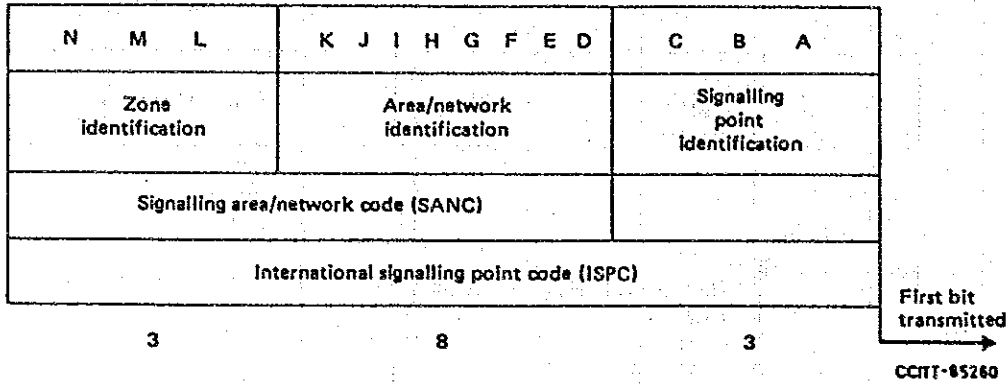 N M L K J I H G F E D C B A
Zone
identification
Area/network
identification
Signalling
point
identification
Signalling area/network code (SANC)
International signalling point code (ISPC)
First bit
transmitted
3 8 3
CCITT-85260